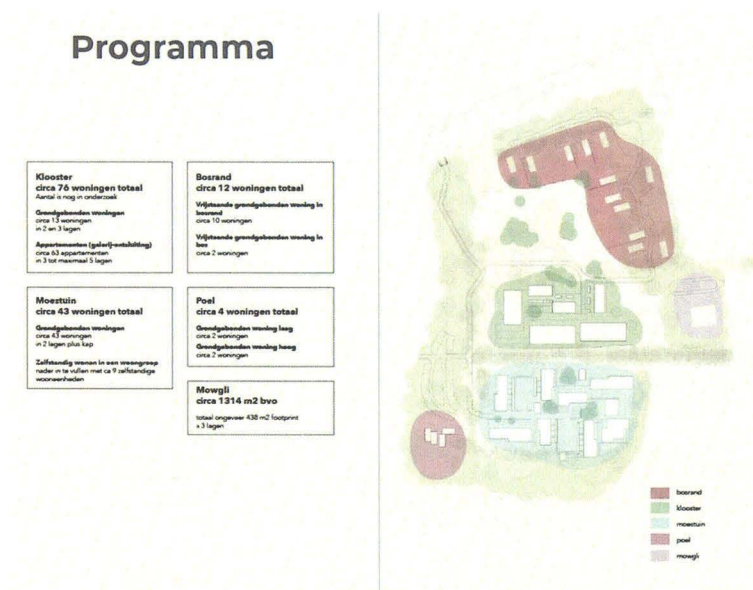 Programma
Klooster
circa 76 woningen totaal
Aantal is nog in onderzoek
Grondgebonden woningen
circa 13 woningen
in 2 en 3 lagen
Appartementen (galerij-ontsluiting)
circa 63 appartementen
in 3 tot maximaal 5 lagen
Bosrand
circa 12 woningen totaal
Vrijstaande grondgebonden woning in
bosrand
circa 10 woningen
Vrijstaande grondgebonden woning in
bos
circa 2 woningen
Moestuin
circa 43 woningen totaal
Grondgebonden woningen
circa 43 woningen
in 2 lagen plus kap
Zelfstandig wonen in een woongroep
nader in te vullen met ca 9 zelfstandige
wooneenheden
Poel
circa 4 woningen totaal
Grondgebonden woning laag
circa 2 woningen
Grondgebonden woning hoog
circa 2 woningen
Mowgli
circa 1314 m2 bvo
totaal ongeveer 438 m2 footprint
x 3 lagen
bosrand
klooster
moestuin
poel
mowgli